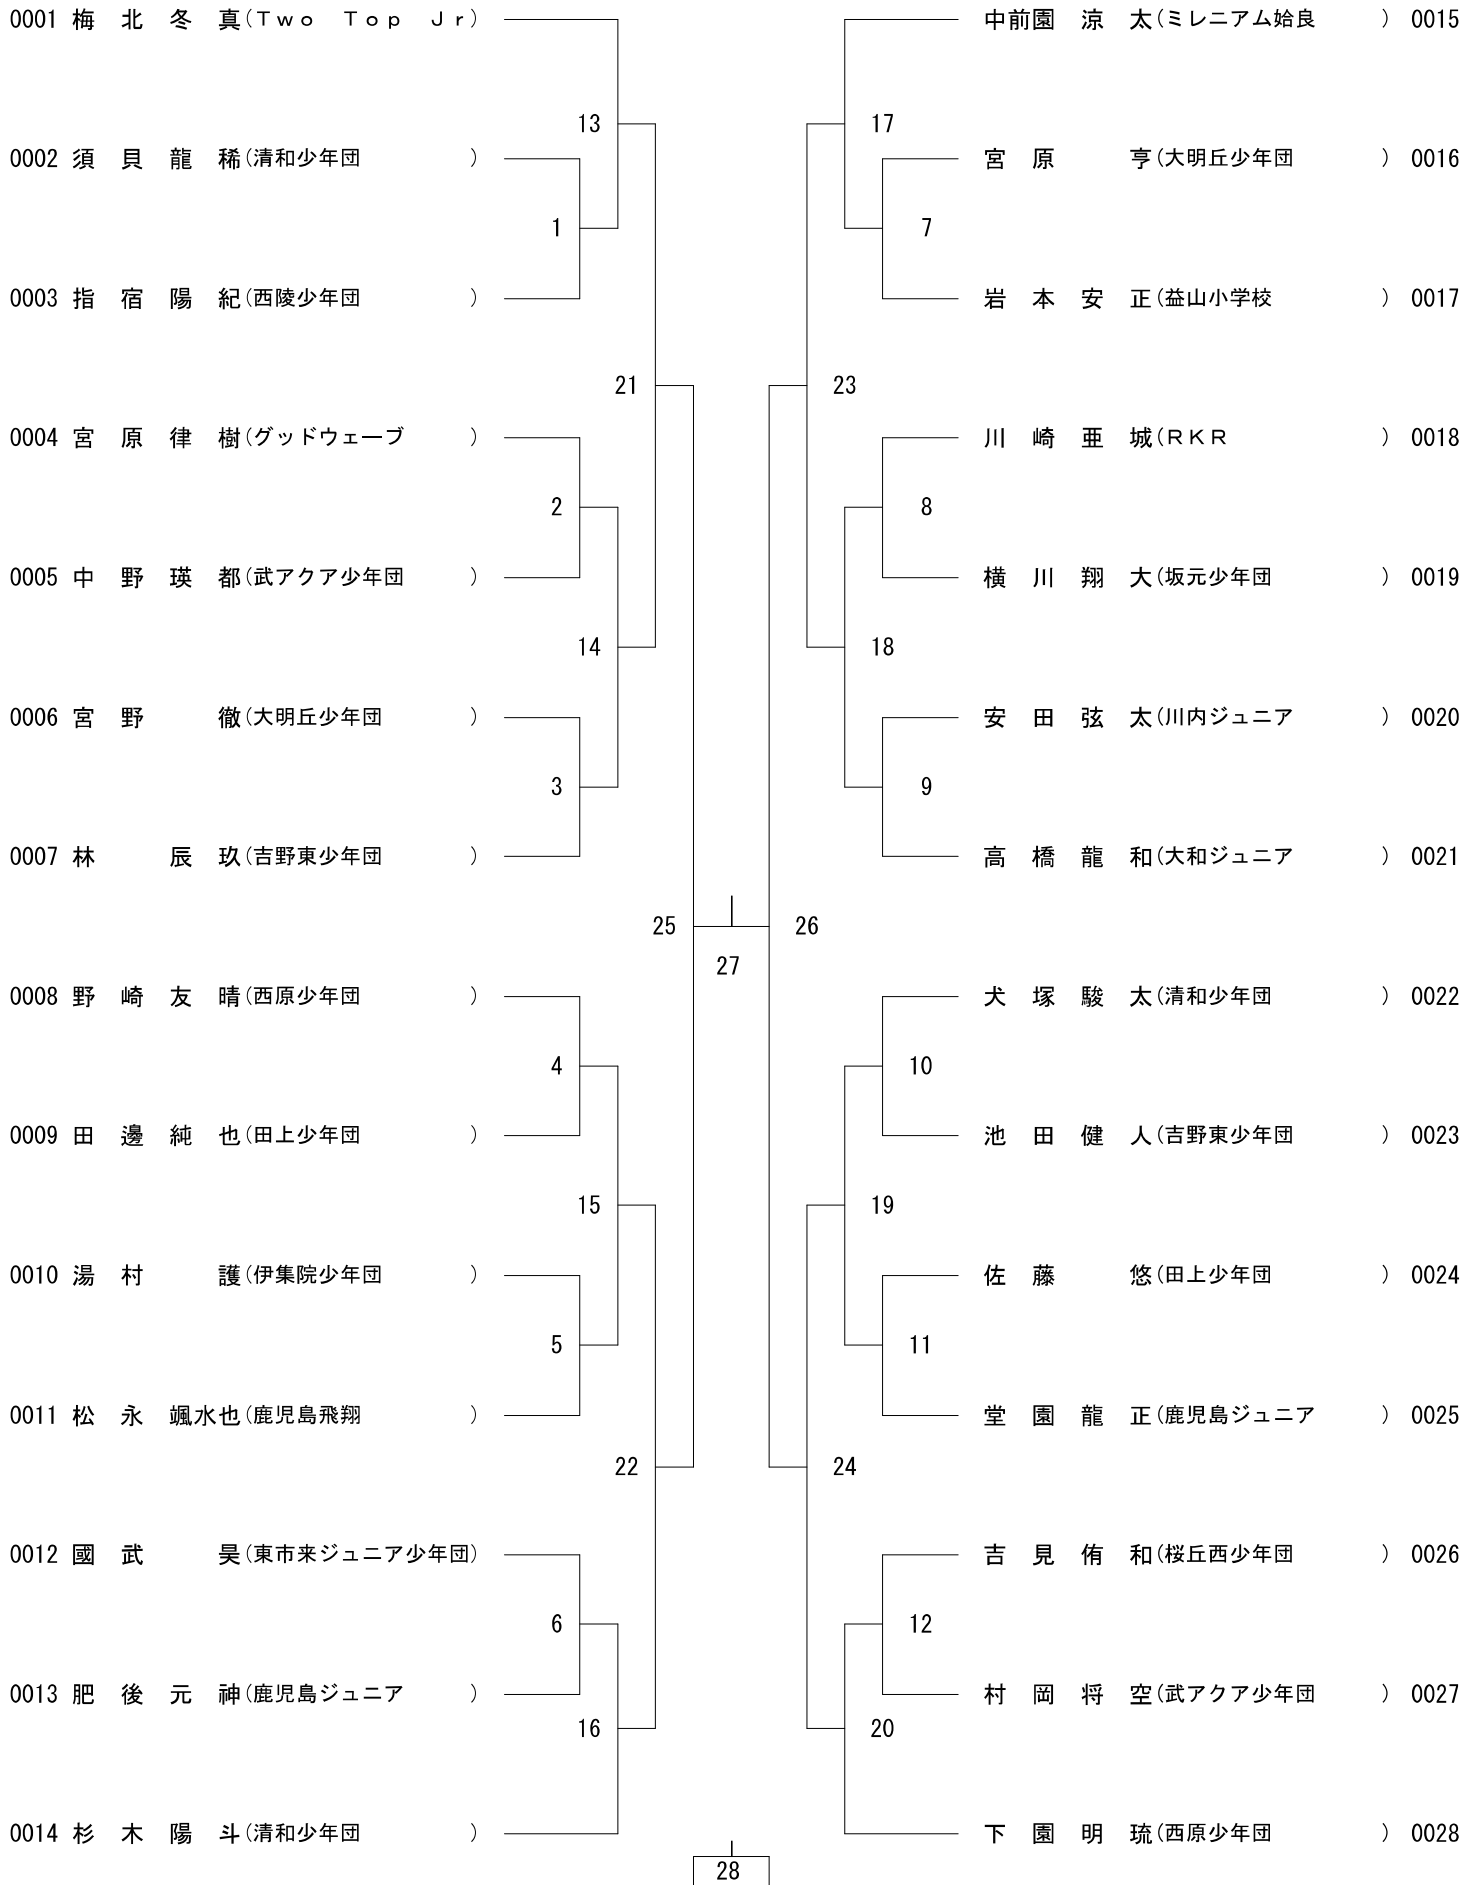 0001 梅 北 冬 真(Ｔｗｏ Ｔｏｐ Ｊｒ) 中前園 涼 太(ミレニアム姶良 ) 0015
13 17
0002 須 貝 龍 稀(清和少年団 ) 宮 原 亨(大明丘少年団 ) 0016
1 7
0003 指 宿 陽 紀(西陵少年団 ) 岩 本 安 正(益山小学校 ) 0017
21 23
0004 宮 原 律 樹(グッドウェーブ ) 川 崎 亜 城(ＲＫＲ ) 0018
2 8
0005 中 野 瑛 都(武アクア少年団 ) 横 川 翔 大(坂元少年団 ) 0019
14 18
0006 宮 野 徹(大明丘少年団 ) 安 田 弦 太(川内ジュニア ) 0020
3 9
0007 林 辰 玖(吉野東少年団 ) 高 橋 龍 和(大和ジュニア ) 0021
25 26
27
0008 野 崎 友 晴(西原少年団 ) 犬 塚 駿 太(清和少年団 ) 0022
4 10
0009 田 邊 純 也(田上少年団 ) 池 田 健 人(吉野東少年団 ) 0023
15 19
0010 湯 村 護(伊集院少年団 ) 佐 藤 悠(田上少年団 ) 0024
5 11
0011 松 永 颯水也(鹿児島飛翔 ) 堂 園 龍 正(鹿児島ジュニア ) 0025
22 24
0012 國 武 昊(東市来ジュニア少年団) 吉 見 侑 和(桜丘西少年団 ) 0026
6 12
0013 肥 後 元 神(鹿児島ジュニア ) 村 岡 将 空(武アクア少年団 ) 0027
16 20
0014 杉 木 陽 斗(清和少年団 ) 下 園 明 琉(西原少年団 ) 0028
28